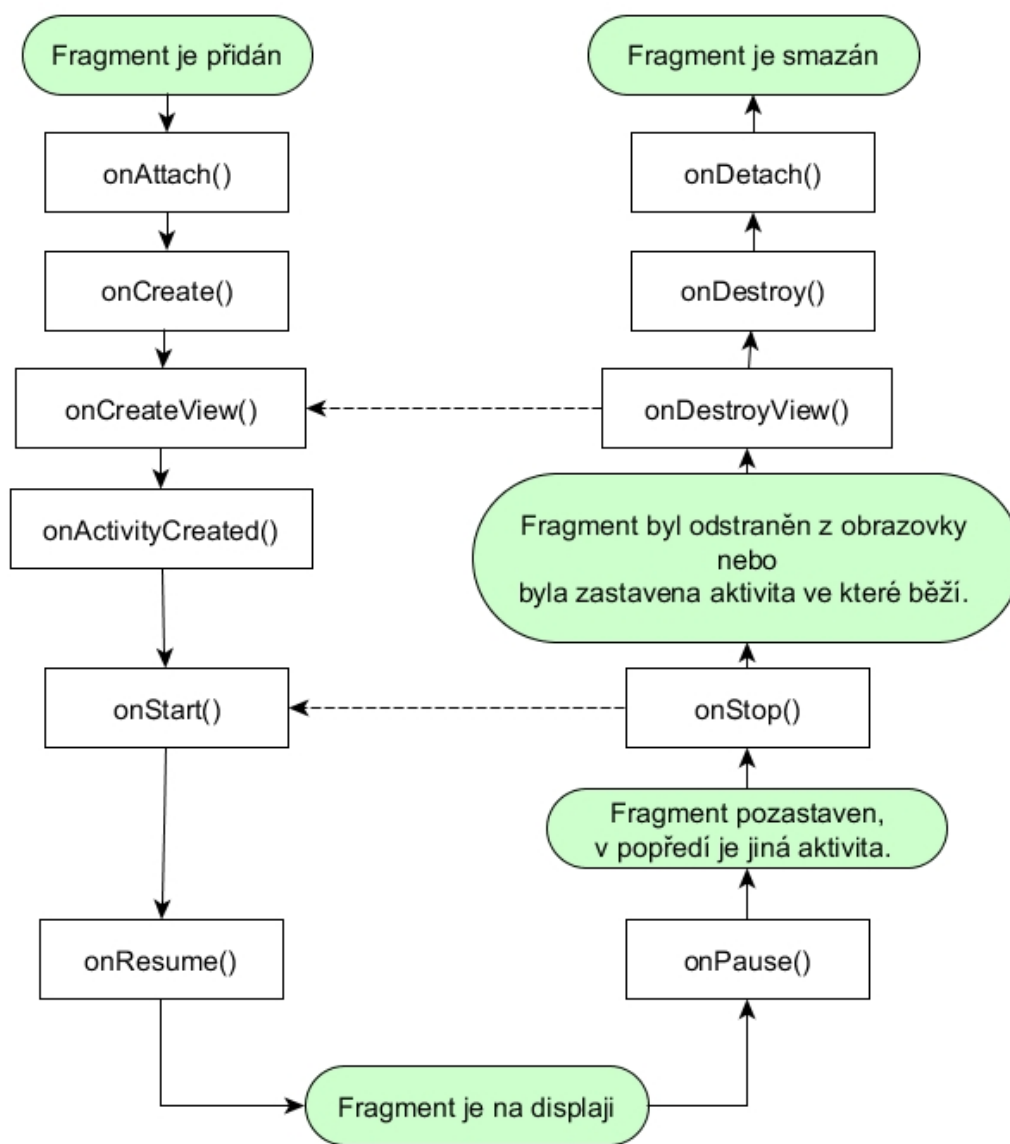 Fragment je přidán
Fragment je smazán
onAttach()
onDetach()
onCreate()
onDestroy()
onCreateView()
onDestroyView()
onActivityCreated()
Fragment byl odstraněn z obrazovky
nebo
byla zastavena aktivita ve které běží.
onStart()
onStop()
Fragment pozastaven,
v popředí je jiná aktivita.
onResume()
onPause()
Fragment je na displaji